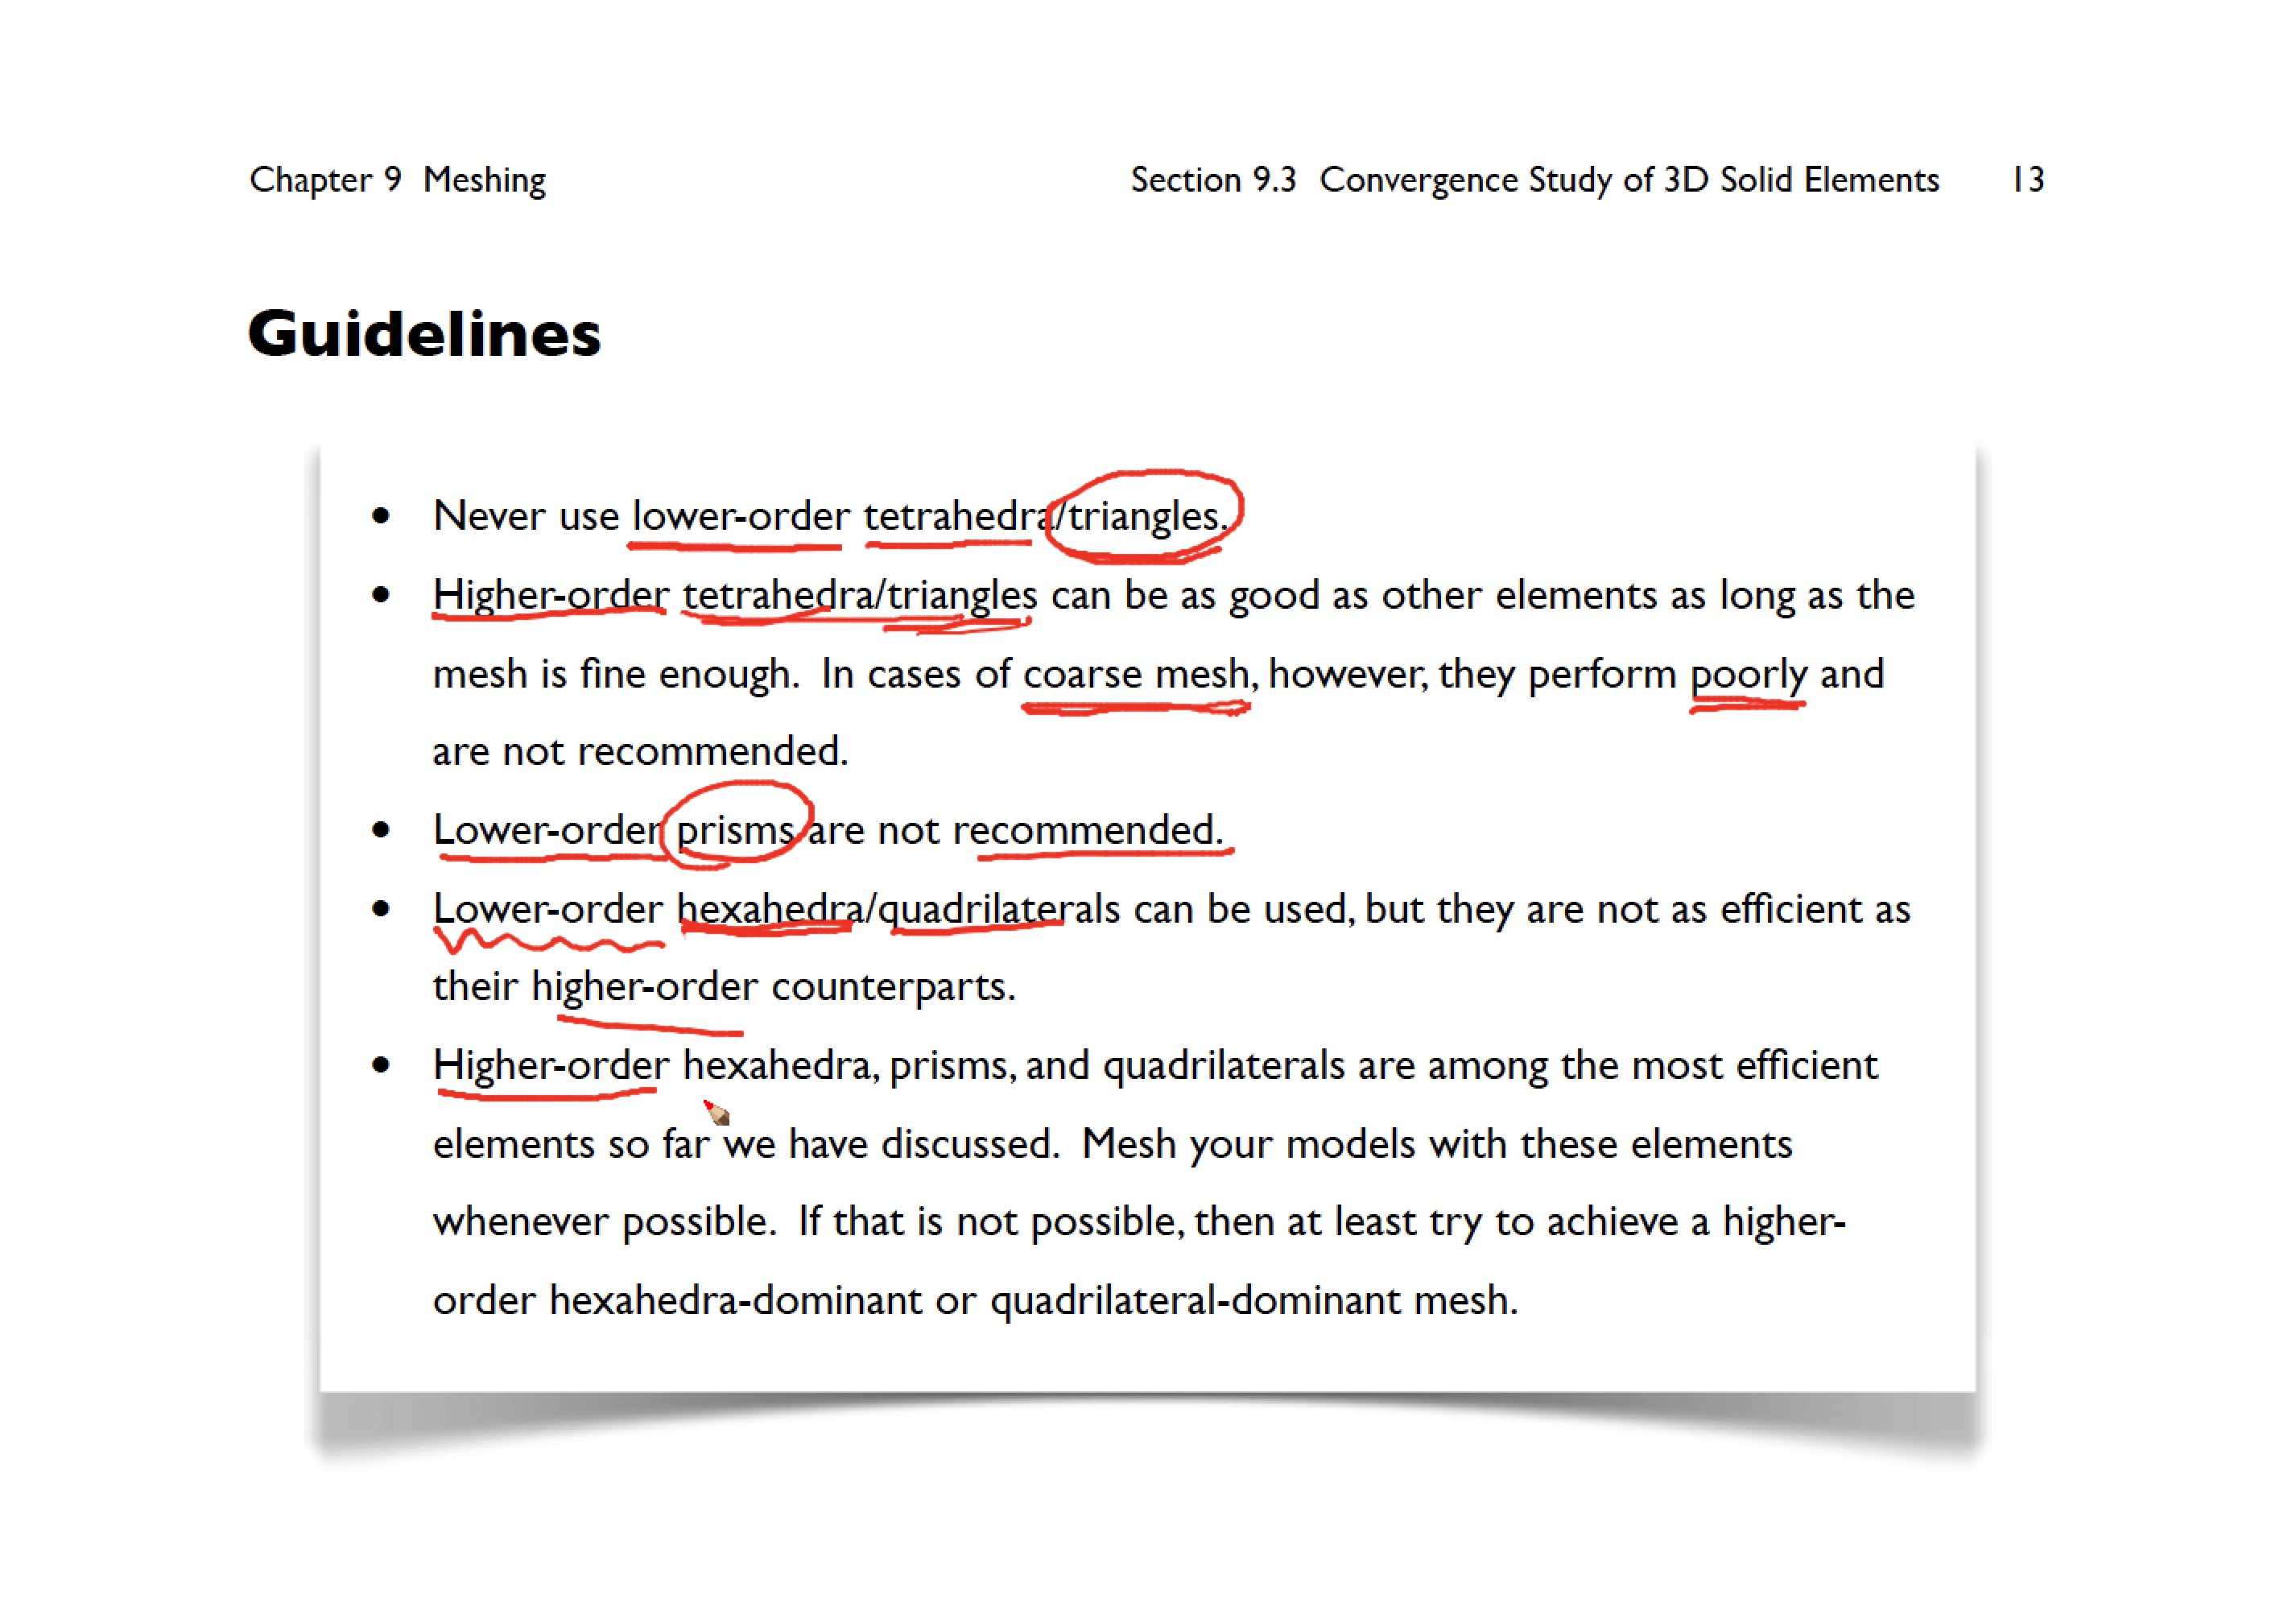 Chapter 9 Meshing
Section 9.3 Convergence Study of 3D Solid Elements 13
Guidelines
• Never use lower-order tetrahedra/triangles.
• Higher-order tetrahedra/triangles can be as good as other elements as long as the
mesh is fine enough. In cases of coarse mesh, however, they perform poorly and
are not recommended.
• Lower-order prisms are not recommended.
• Lower-order hexahedra/quadrilaterals can be used, but they are not as efficient as
their higher-order counterparts.
• Higher-order hexahedra, prisms, and quadrilaterals are among the most efficient
elements so far we have discussed. Mesh your models with these elements
whenever possible. If that is not possible, then at least try to achieve a higher-
order hexahedra-dominant or quadrilateral-dominant mesh.